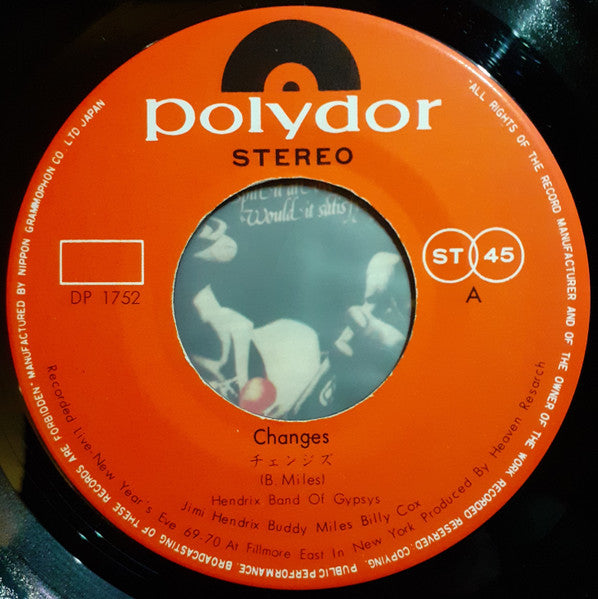 polydor
STEREO
DP 1752
ST 45
A
Would it satis
Changes
チェンジズ
(B. Miles)
Hendrix Band Of Gypsys
Jimi Hendrix Buddy Miles Billy Cox
Recorded Live-New Year's Eve 69.70 At Fillmore East In New York Produced By Heaven Resarch
ALL RIGHTS OF THE RECORD MANUFACTURER AND OF THE OWNER OF THE WORK RECORDED RESERVED·COPYING, PUBLIC PERFORMANCE, BROADCASTING OF THESE RECORDS ARE FORBIDDEN·MANUFACTURED BY NIPPON GRAMMOPHON CO., LTD JAPAN